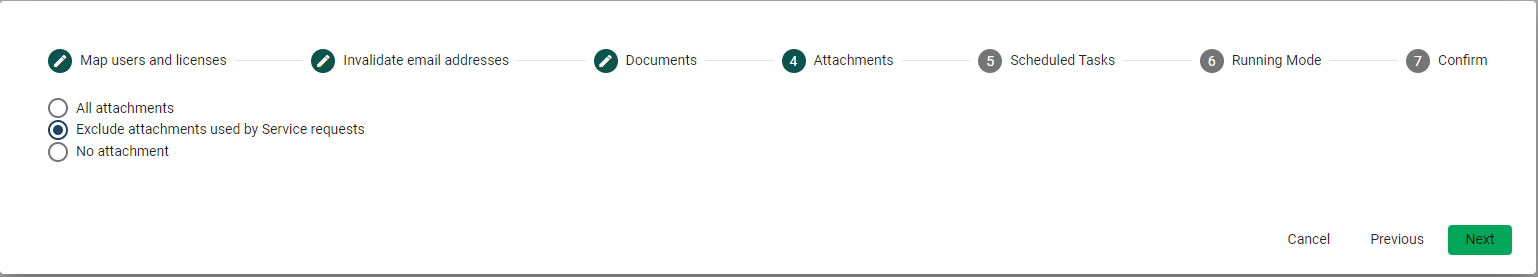 Map users and licenses Invalidate email addresses Documents 4 Attachments 5 Scheduled Tasks 6 Running Mode 7 Confirm
All attachments
Exclude attachments used by Service requests
No attachment
Cancel Previous Next